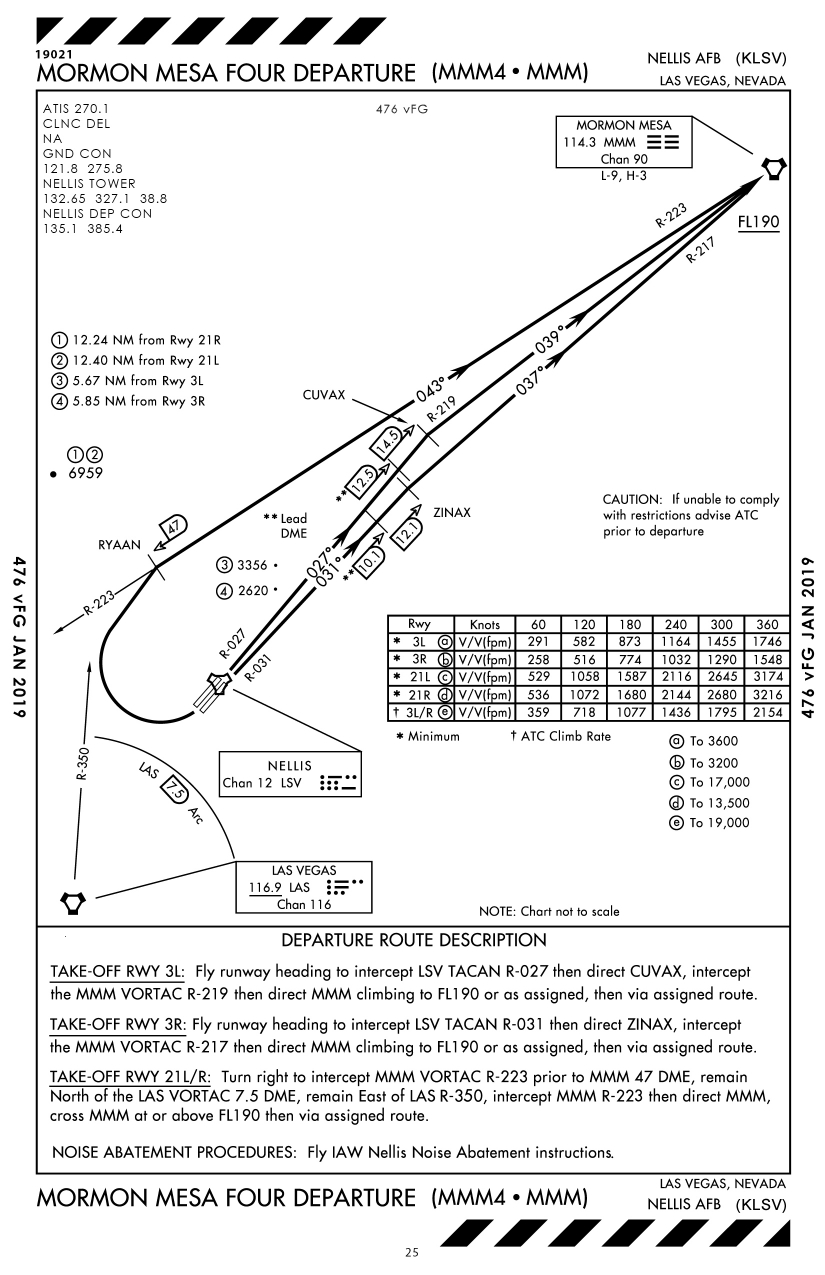 19021
MORMON MESA FOUR DEPARTURE (MMM4 • MMM)
NELLIS AFB (KLSV)
LAS VEGAS, NEVADA
ATIS 270.1
CLNC DEL
NA
GND CON
121.8 275.8
NELLIS TOWER
132.65 327.1 38.8
NELLIS DEP CON
135.1 385.4
476 vFG
MORMON MESA
114.3 MMM
Chan 90
L-9, H-3
FL190
R-223
R-217
① 12.24 NM from Rwy 21R
② 12.40 NM from Rwy 21L
③ 5.67 NM from Rwy 3L
④ 5.85 NM from Rwy 3R
039°
043°
037°
CUVAX
R-219
14.5
①②
• 6959
** 12.5
ZINAX
CAUTION: If unable to comply
with restrictions advise ATC
prior to departure
47
** Lead
DME
12.1
RYAAN
** 10.1
③ 3356 •
④ 2620 •
027°
031°
R-223
R-027
R-031
476 vFG JAN 2019
476 vFG JAN 2019
Rwy Knots 60 120 180 240 300 360
* 3L ⓐ V/V(fpm) 291 582 873 1164 1455 1746
* 3R ⓑ V/V(fpm) 258 516 774 1032 1290 1548
* 21L ⓒ V/V(fpm) 529 1058 1587 2116 2645 3174
* 21R ⓓ V/V(fpm) 536 1072 1680 2144 2680 3216
† 3L/R ⓔ V/V(fpm) 359 718 1077 1436 1795 2154
* Minimum † ATC Climb Rate
ⓐ To 3600
ⓑ To 3200
ⓒ To 17,000
ⓓ To 13,500
ⓔ To 19,000
R-350
LAS 7.5 Arc
NELLIS
Chan 12 LSV
LAS VEGAS
116.9 LAS
Chan 116
NOTE: Chart not to scale
DEPARTURE ROUTE DESCRIPTION
TAKE-OFF RWY 3L: Fly runway heading to intercept LSV TACAN R-027 then direct CUVAX, intercept
the MMM VORTAC R-219 then direct MMM climbing to FL190 or as assigned, then via assigned route.
TAKE-OFF RWY 3R: Fly runway heading to intercept LSV TACAN R-031 then direct ZINAX, intercept
the MMM VORTAC R-217 then direct MMM climbing to FL190 or as assigned, then via assigned route.
TAKE-OFF RWY 21L/R: Turn right to intercept MMM VORTAC R-223 prior to MMM 47 DME, remain
North of the LAS VORTAC 7.5 DME, remain East of LAS R-350, intercept MMM R-223 then direct MMM,
cross MMM at or above FL190 then via assigned route.
NOISE ABATEMENT PROCEDURES: Fly IAW Nellis Noise Abatement instructions.
MORMON MESA FOUR DEPARTURE (MMM4 • MMM)
LAS VEGAS, NEVADA
NELLIS AFB (KLSV)
25